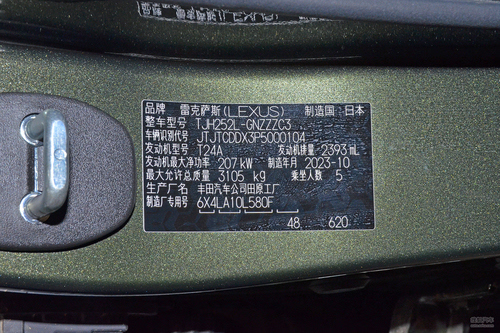 品牌 雷克萨斯(LEXUS) 制造国 日本
整车型号 TJH252L-GNZZZC3
车辆识别代号 JTJTCDDX3P5000104
发动机型号 T24A 发动机排量 2393 mL
发动机最大净功率 207 kW 制造年月 2023-10
最大允许总质量 3105 kg 乘坐人数 5
制造厂名 丰田汽车公司田原工厂
制造厂专用号 6X4LA10L580F
48 620